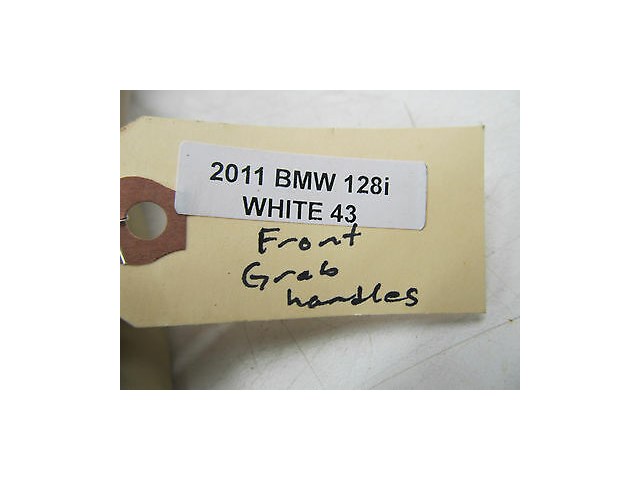 2011 BMW 128i
WHITE 43
Front
Grab
handles